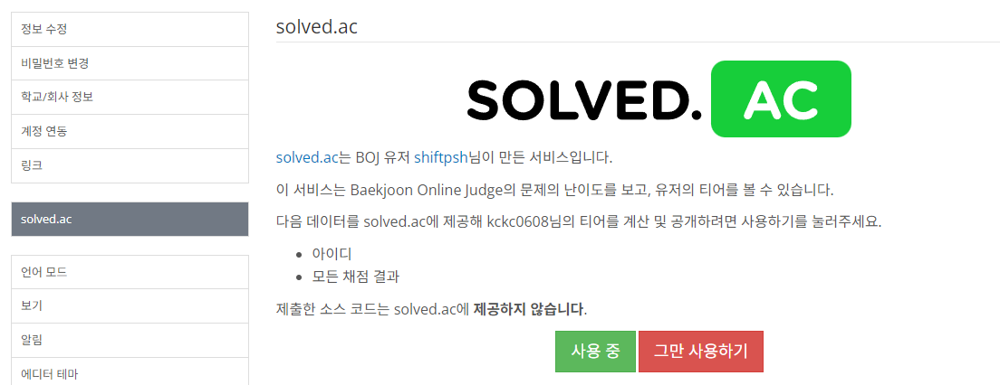 정보 수정
비밀번호 변경
학교/회사 정보
계정 연동
링크
solved.ac
언어 모드
보기
알림
에디터 테마
solved.ac
SOLVED.AC
solved.ac는 BOJ 유저 shiftpsh님이 만든 서비스입니다.
이 서비스는 Baekjoon Online Judge의 문제의 난이도를 보고, 유저의 티어를 볼 수 있습니다.
다음 데이터를 solved.ac에 제공해 kckc0608님의 티어를 계산 및 공개하려면 사용하기를 눌러주세요.
아이디
모든 채점 결과
제출한 소스 코드는 solved.ac에 제공하지 않습니다.
사용 중 그만 사용하기